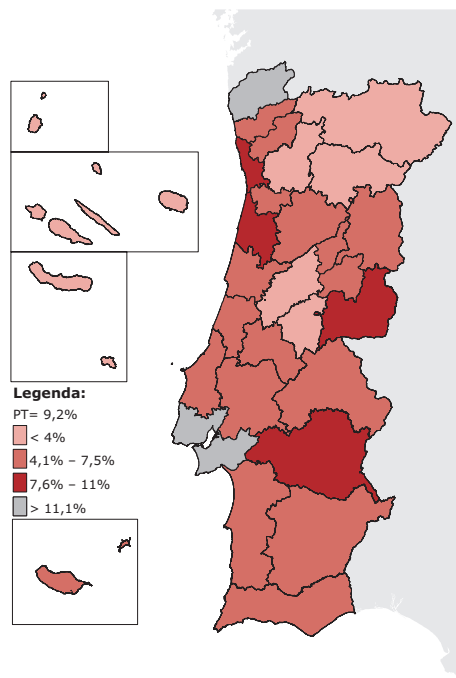 Legenda:
PT= 9,2%
< 4%
4,1% – 7,5%
7,6% – 11%
> 11,1%